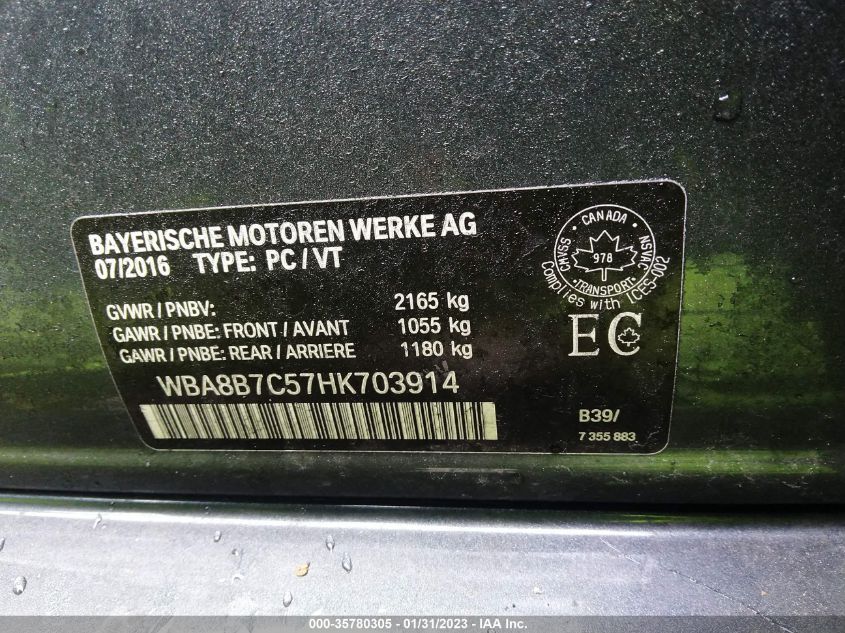 BAYERISCHE MOTOREN WERKE AG
07/2016 TYPE: PC / VT
GVWR / PNBV: 2165 kg
GAWR / PNBE: FRONT / AVANT 1055 kg
GAWR / PNBE: REAR / ARRIERE 1180 kg
WBA8B7C57HK703914
CANADA
CMVSS NSVAC
978
TRANSPORT
Complies with ICES-002
EC
B39/
7 355 883
000-35780305 - 01/31/2023 - IAA Inc.